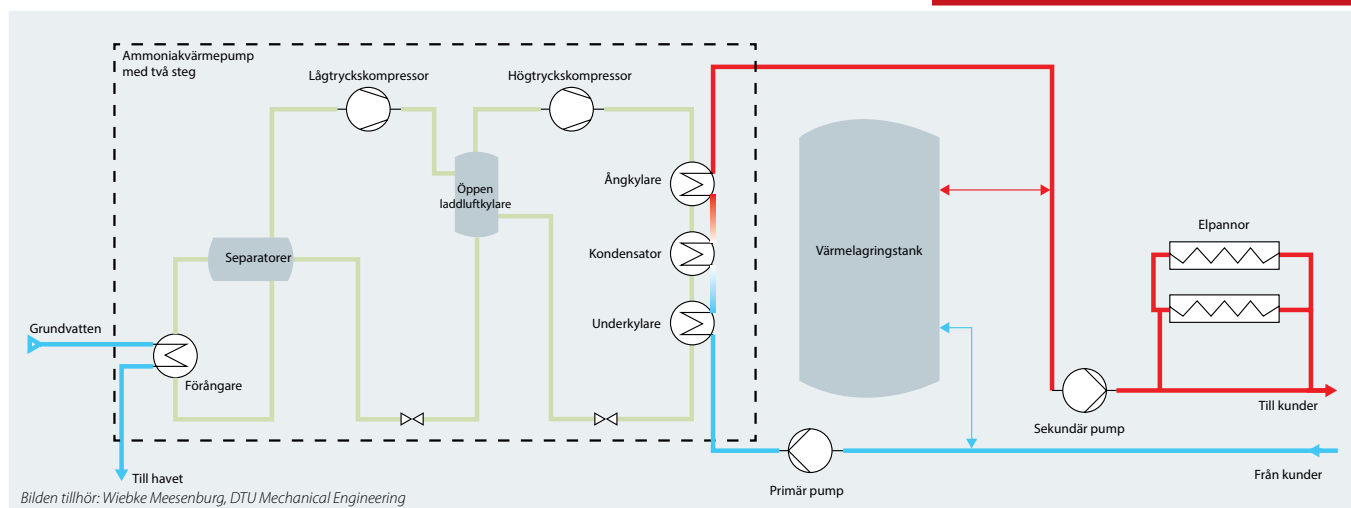 Ammoniakvärmepump
med två steg
Lågtryckskompressor
Högtryckskompressor
Ångkylare
Öppen
laddluftkylare
Elpannor
Separatorer
Kondensator
Värmelagringstank
Grundvatten
Underkylare
Förångare
Till kunder
Sekundär pump
Till havet
Från kunder
Primär pump
Bilden tillhör: Wiebke Meesenburg, DTU Mechanical Engineering